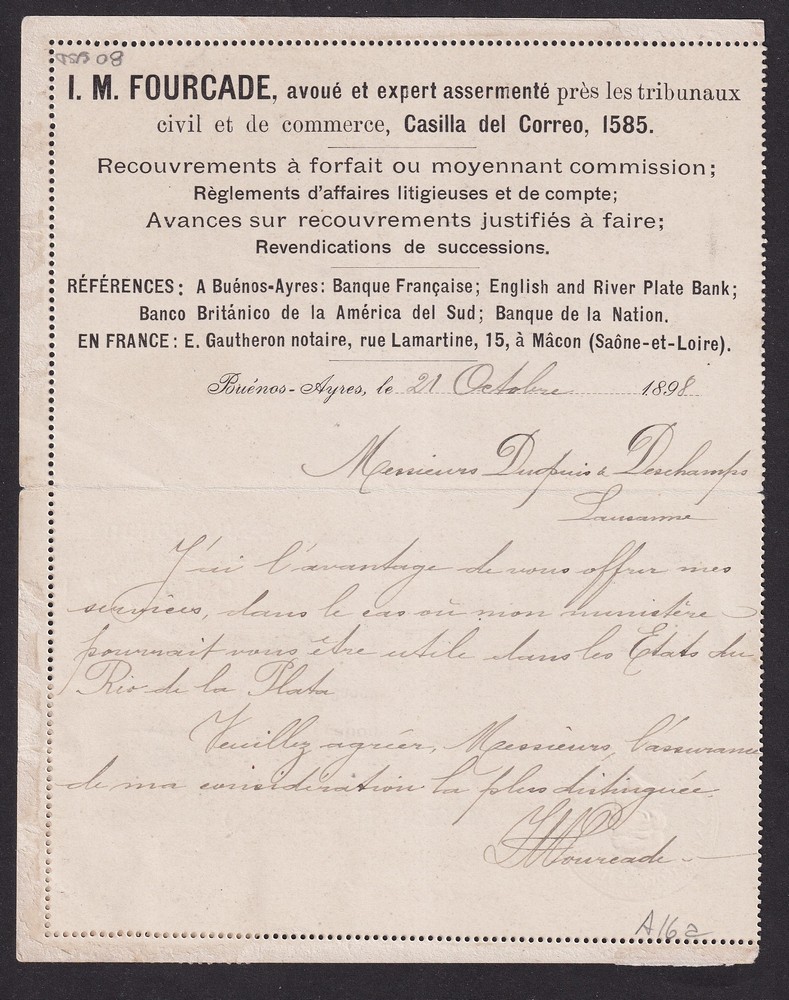 I. M. FOURCADE, avoué et expert assermenté près les tribunaux
civil et de commerce, Casilla del Correo, 1585.
Recouvrements à forfait ou moyennant commission;
Règlements d'affaires litigieuses et de compte;
Avances sur recouvrements justifiés à faire;
Revendications de successions.
RÉFÉRENCES: A Buénos-Ayres: Banque Française; English and River Plate Bank;
Banco Británico de la América del Sud; Banque de la Nation.
EN FRANCE: E. Gautheron notaire, rue Lamartine, 15, à Mâcon (Saône-et-Loire).
Buénos-Ayres, le 21 Octobre 1898
Messieurs Dupuis & Deschamps
Lausanne
J'ai l'avantage de vous offrir mes
services, dans le cas où mon ministère
pourrait vous être utile dans les Etats du
Rio de la Plata
Veuillez agréer, Messieurs, l'assurance
de ma considération la plus distinguée.
IMFourcade
A16a